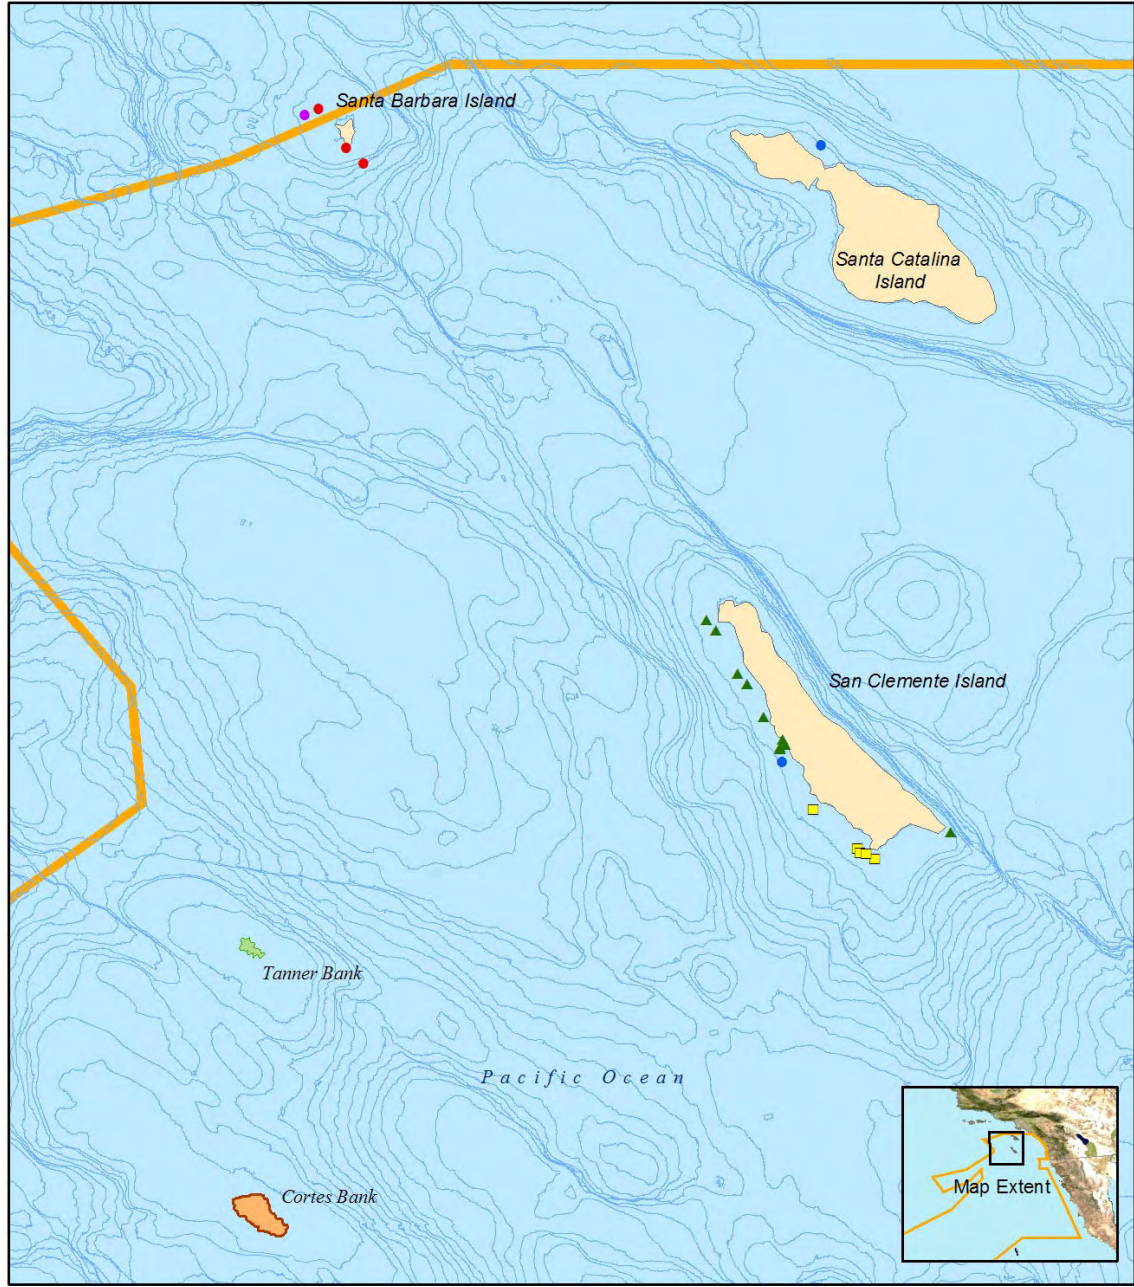 Santa Barbara Island
Santa Catalina
Island
San Clemente Island
Tanner Bank
Pacific Ocean
Cortes Bank
Map Extent